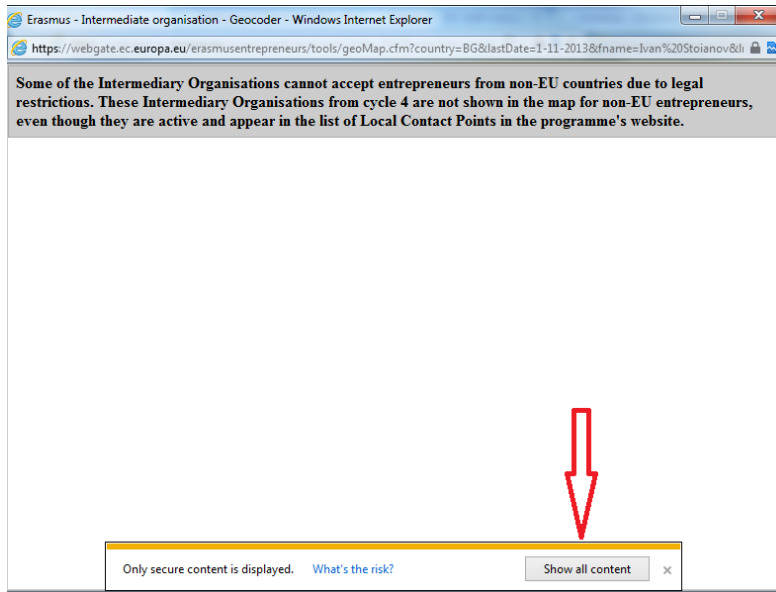 Erasmus - Intermediate organisation - Geocoder - Windows Internet Explorer
https://webgate.ec.europa.eu/erasmusentrepreneurs/tools/geoMap.cfm?country=BG&lastDate=1-11-2013&fname=Ivan%20Stoianov&l
Some of the Intermediary Organisations cannot accept entrepreneurs from non-EU countries due to legal
restrictions. These Intermediary Organisations from cycle 4 are not shown in the map for non-EU entrepreneurs,
even though they are active and appear in the list of Local Contact Points in the programme's website.
Only secure content is displayed. What's the risk? Show all content